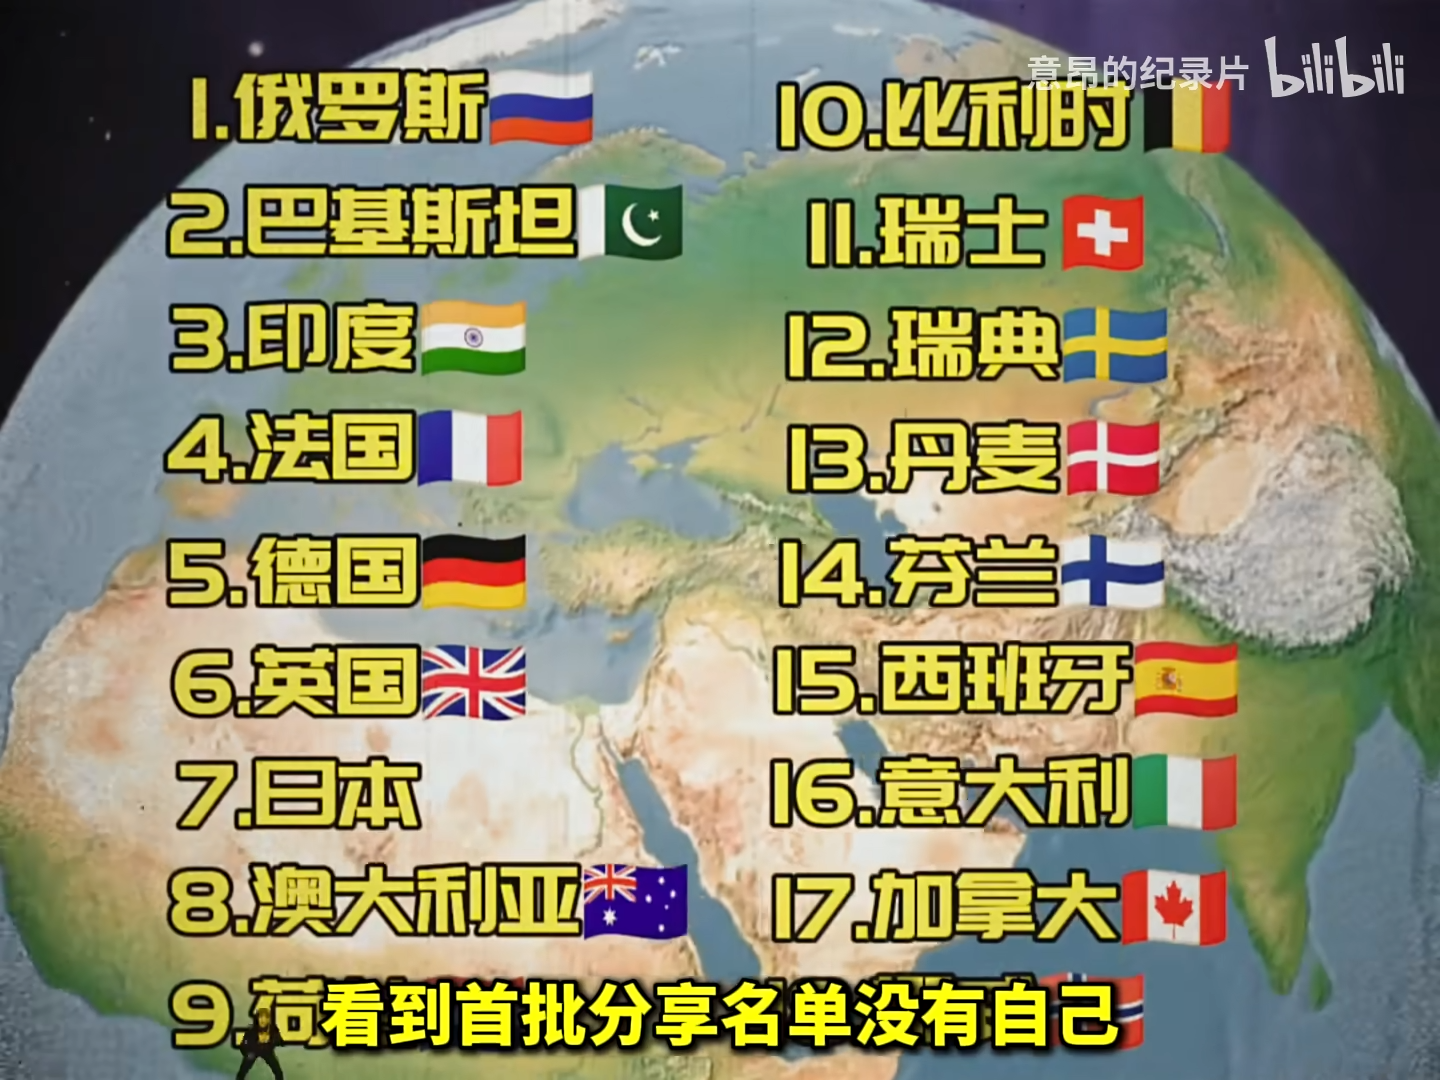 意昂的纪录片 bilibili
1.俄罗斯
2.巴基斯坦
3.印度
4.法国
5.德国
6.英国
7.日本
8.澳大利亚
9.荷
10.比利时
11.瑞士
12.瑞典
13.丹麦
14.芬兰
15.西班牙
16.意大利
17.加拿大
看到首批分享名单没有自己